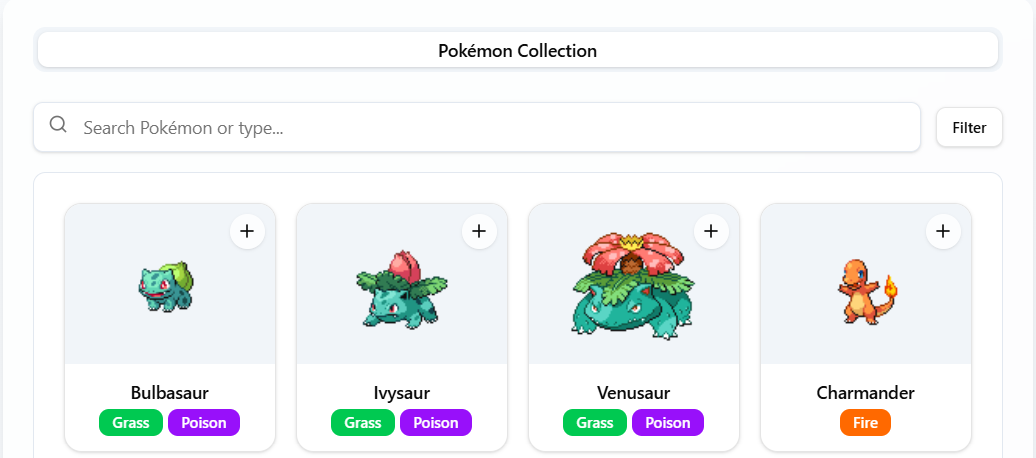 Pokémon Collection
Search Pokémon or type...
Filter
Bulbasaur
Grass Poison
Ivysaur
Grass Poison
Venusaur
Grass Poison
Charmander
Fire